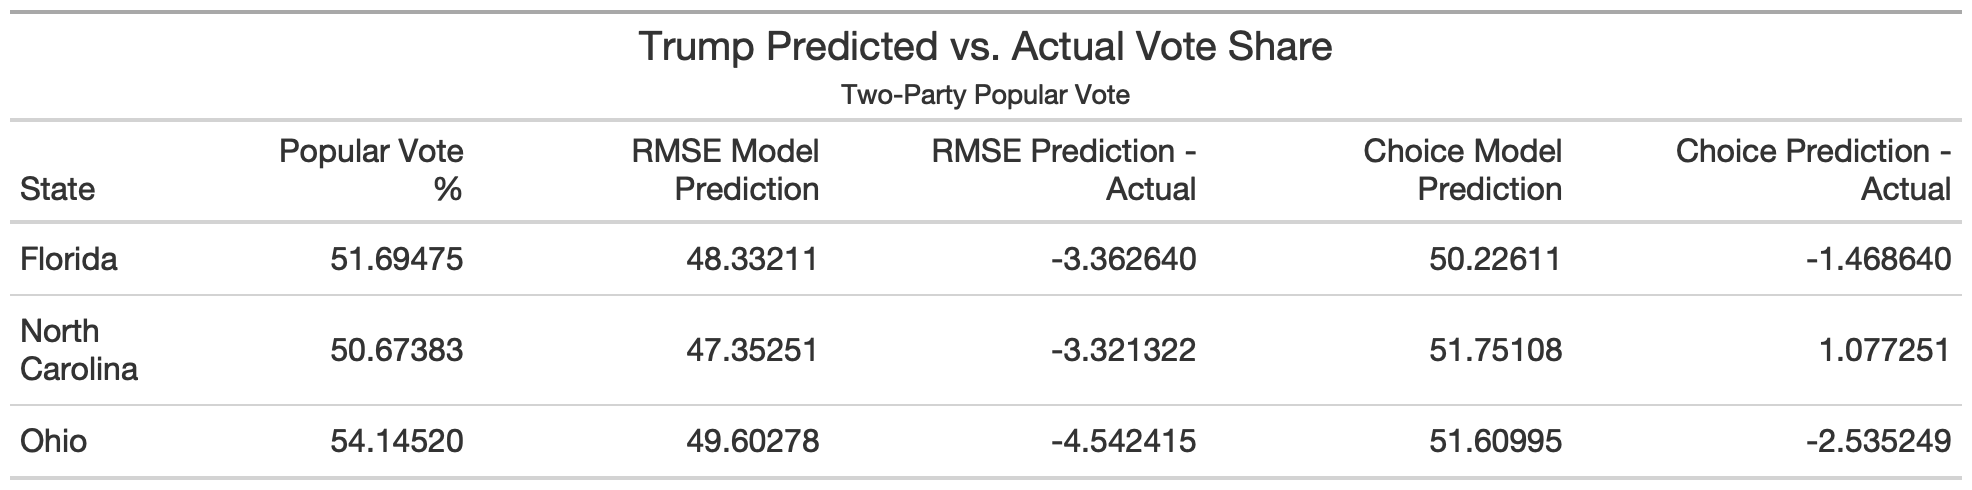 Trump Predicted vs. Actual Vote Share
Two-Party Popular Vote
State Popular Vote % RMSE Model Prediction RMSE Prediction - Actual Choice Model Prediction Choice Prediction - Actual
Florida 51.69475 48.33211 -3.362640 50.22611 -1.468640
North Carolina 50.67383 47.35251 -3.321322 51.75108 1.077251
Ohio 54.14520 49.60278 -4.542415 51.60995 -2.535249